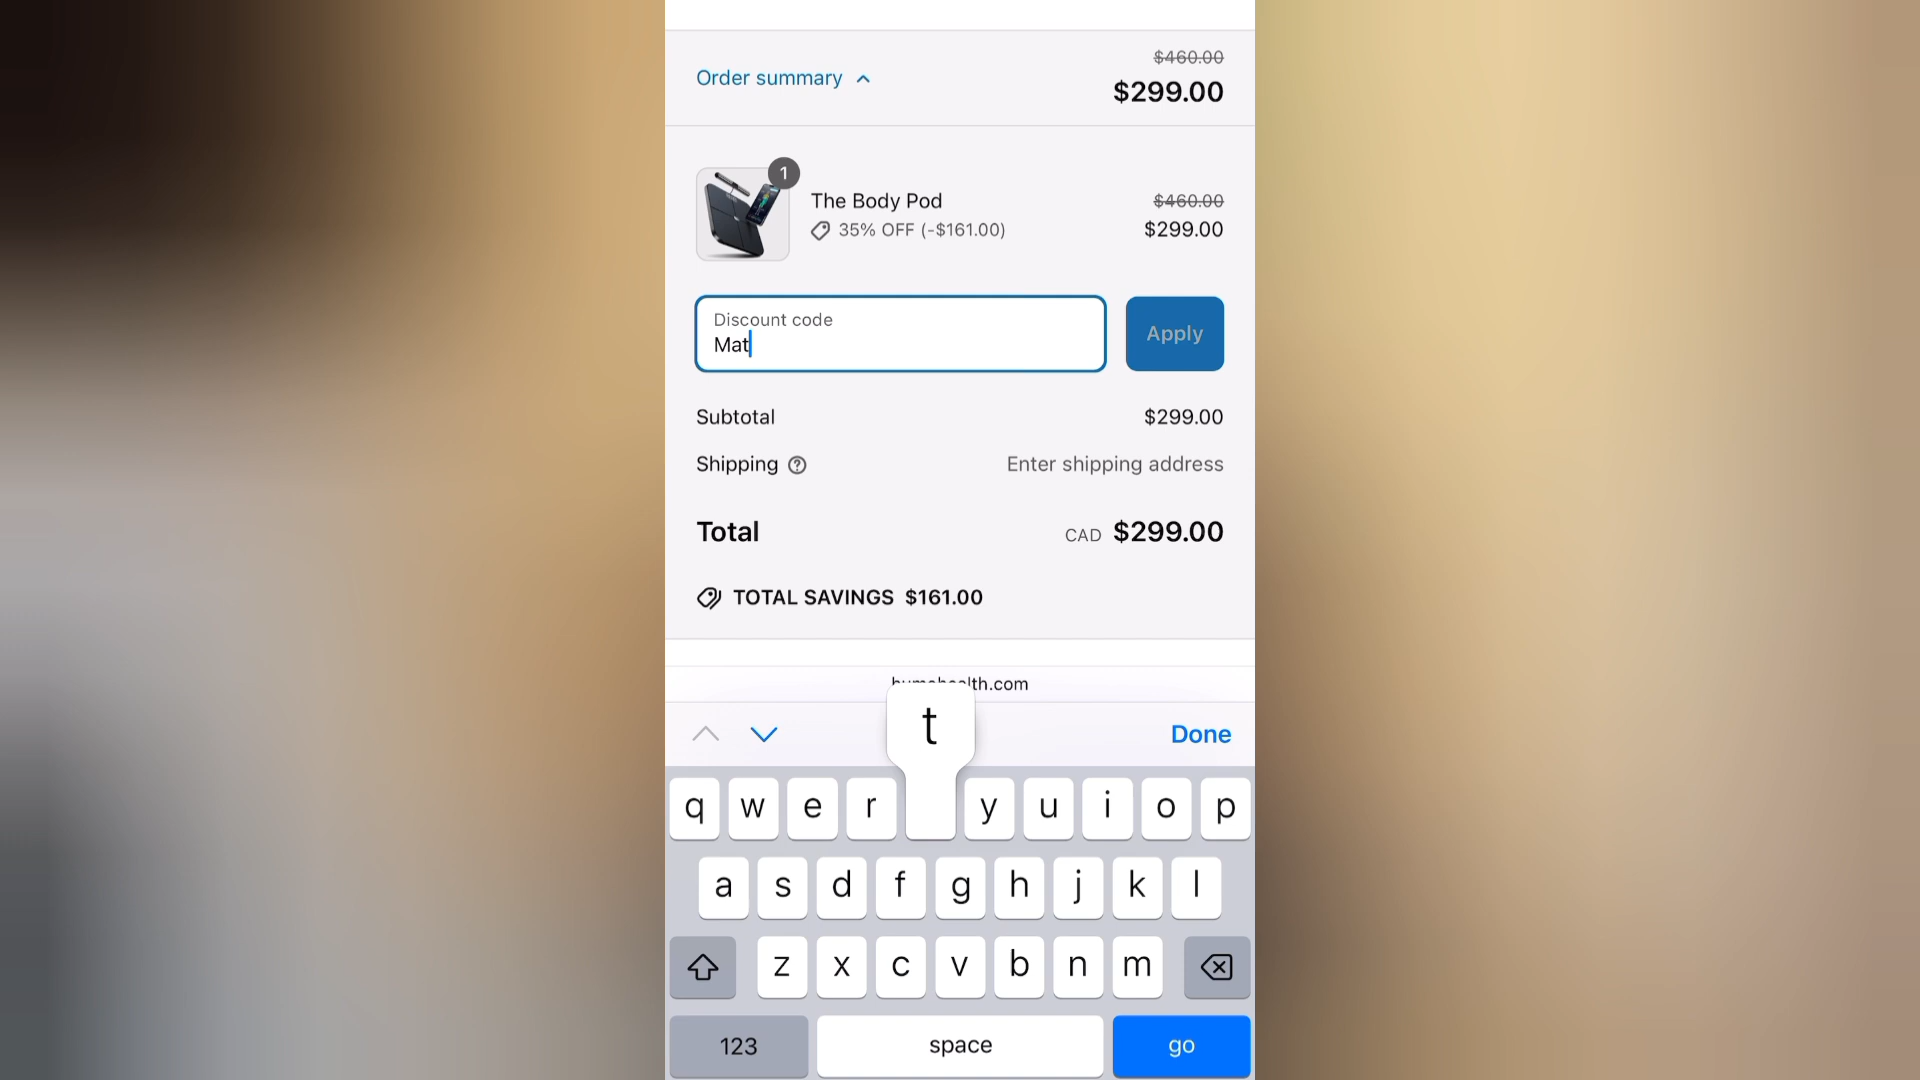 $460.00
Order summary
$299.00
1
The Body Pod
$460.00
35% OFF (-$161.00)
$299.00
Discount code
Mat
Apply
Subtotal
$299.00
Shipping
Enter shipping address
Total
CAD $299.00
TOTAL SAVINGS $161.00
t
Done
q w e r y u i o p
a s d f g h j k l
z x c v b n m
123
space
go